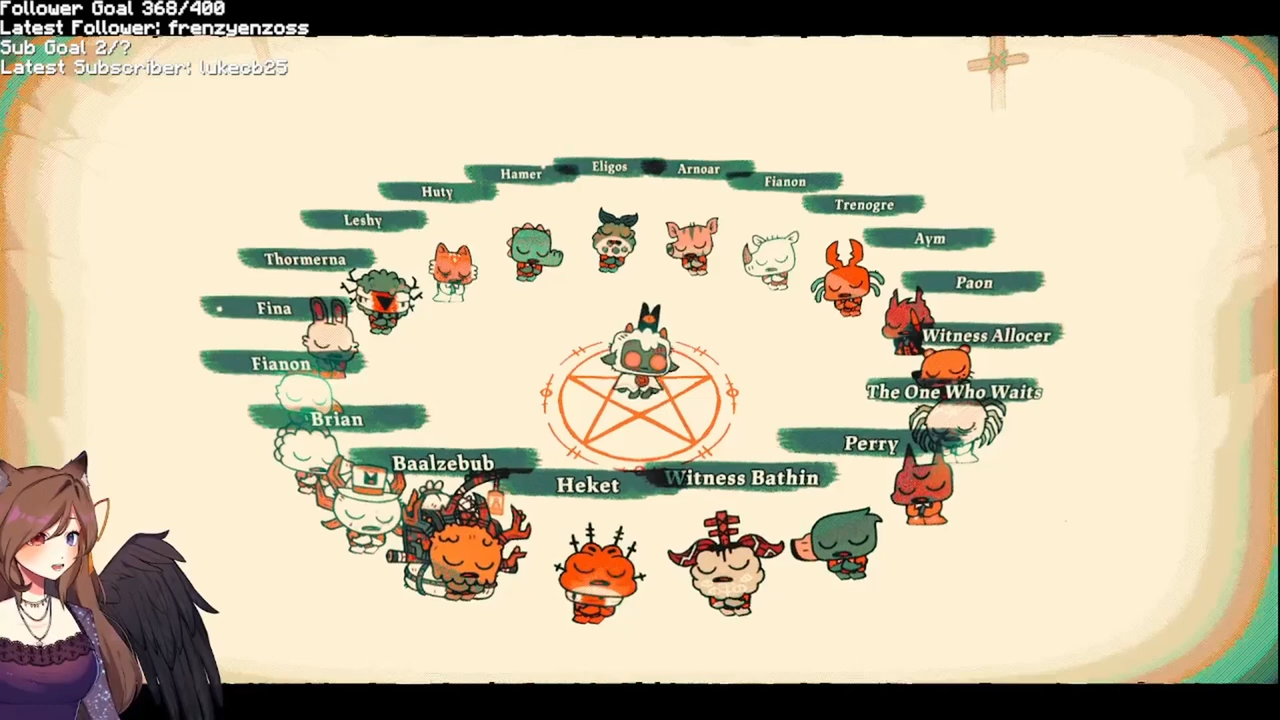 Follower Goal 368/400
Latest Follower: frenzyenzoss
Sub Goal 2/?
Latest Subscriber: lukecb25
Eligos
Arnoar
Hamer
Fianon
Huty
Trenogre
Leshy
Aym
Thormerna
Paon
Fina
Witness Allocer
Fianon
The One Who Waits
Brian
Perry
Baalzebub
Witness Bathin
Heket